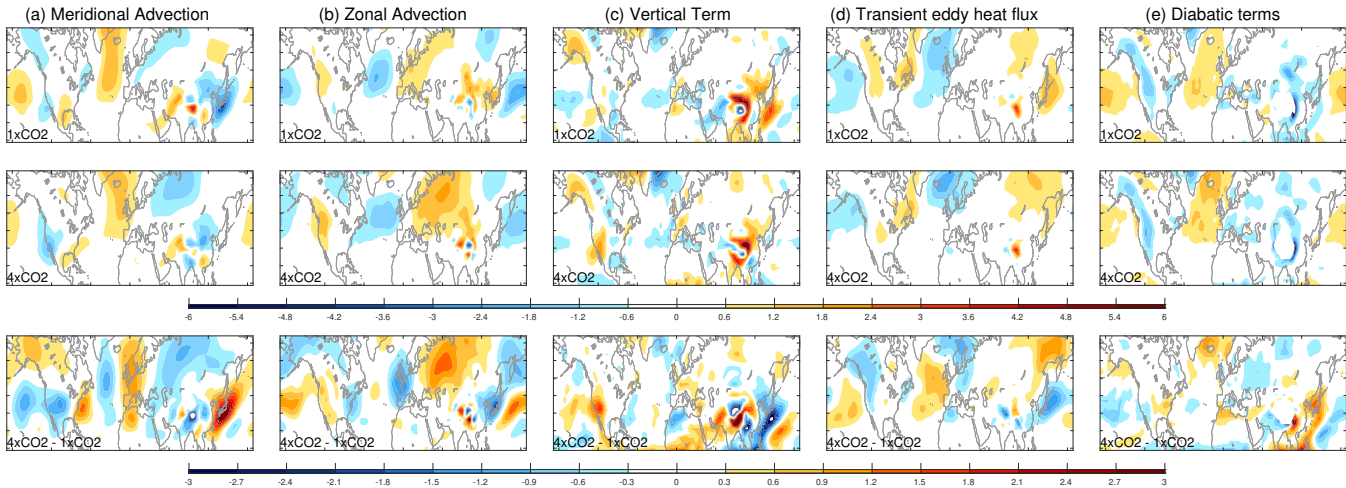 (a) Meridional Advection (b) Zonal Advection (c) Vertical Term (d) Transient eddy heat flux (e) Diabatic terms
1xCO2 1xCO2 1xCO2 1xCO2 1xCO2
4xCO2 4xCO2 4xCO2 4xCO2 4xCO2
-6 -5.4 -4.8 -4.2 -3.6 -3 -2.4 -1.8 -1.2 -0.6 0 0.6 1.2 1.8 2.4 3 3.6 4.2 4.8 5.4 6
4xCO2 - 1xCO2 4xCO2 - 1xCO2 4xCO2 - 1xCO2 4xCO2 - 1xCO2 4xCO2 - 1xCO2
-3 -2.7 -2.4 -2.1 -1.8 -1.5 -1.2 -0.9 -0.6 -0.3 0 0.3 0.6 0.9 1.2 1.5 1.8 2.1 2.4 2.7 3